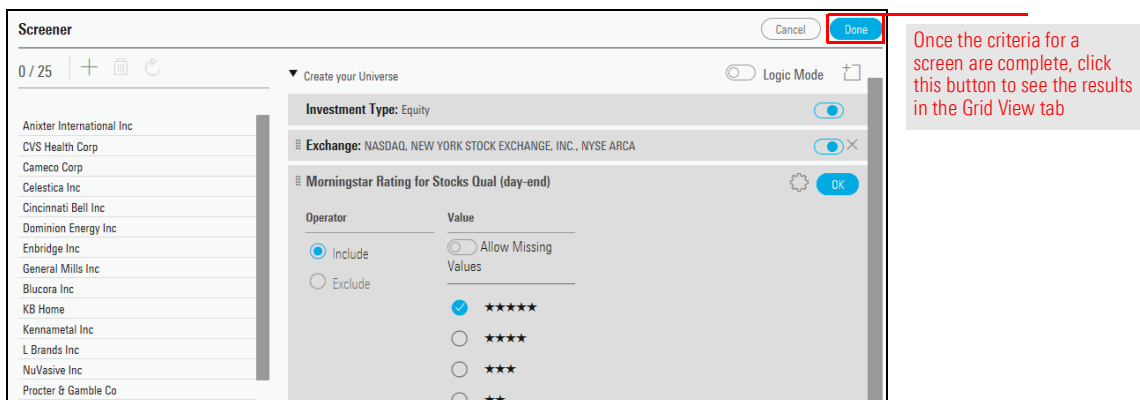 Screener
Cancel
Done
0 / 25
Create your Universe
Logic Mode
Investment Type: Equity
Exchange: NASDAQ, NEW YORK STOCK EXCHANGE, INC., NYSE ARCA
Morningstar Rating for Stocks Qual (day-end)
OK
Operator
Value
Include
Exclude
Allow Missing
Values
★★★★★
★★★★
★★★
★★
Anixter International Inc
CVS Health Corp
Cameco Corp
Celestica Inc
Cincinnati Bell Inc
Dominion Energy Inc
Enbridge Inc
General Mills Inc
Blucora Inc
KB Home
Kennametal Inc
L Brands Inc
NuVasive Inc
Procter & Gamble Co
Once the criteria for a
screen are complete, click
this button to see the results
in the Grid View tab